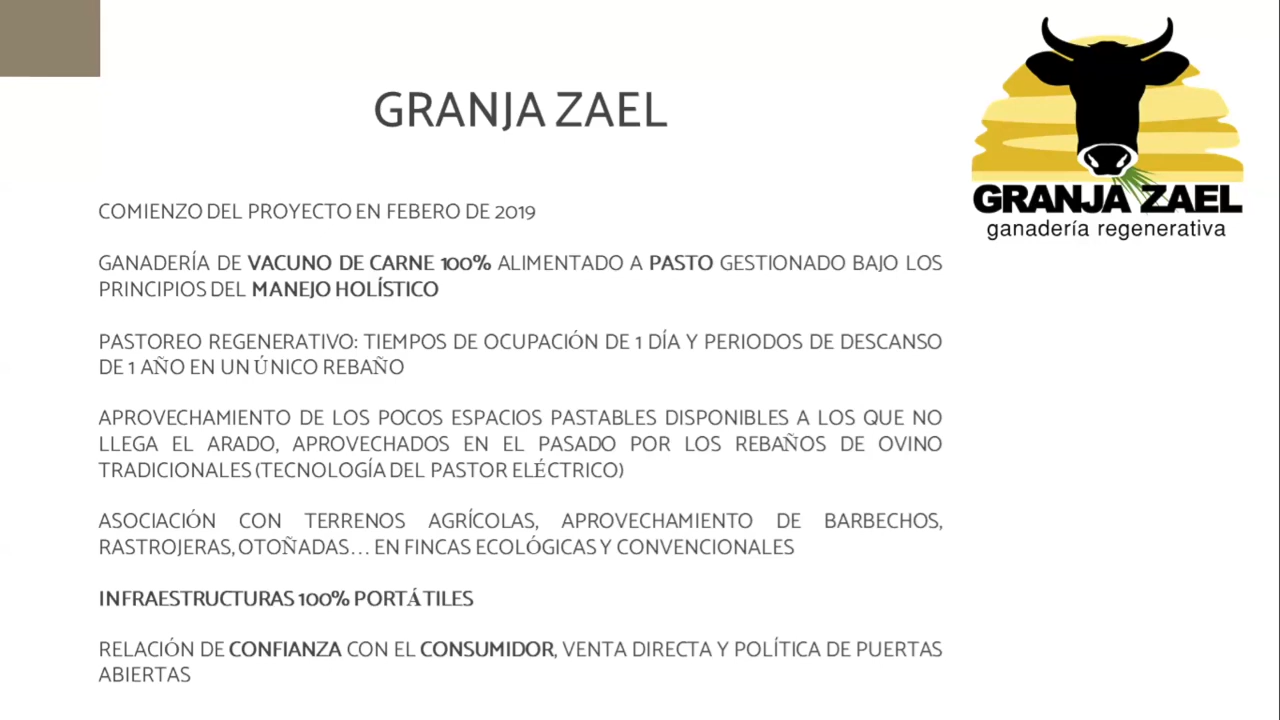 GRANJA ZAEL
GRANJA ZAEL
ganadería regenerativa
COMIENZO DEL PROYECTO EN FEBERO DE 2019
GANADERÍA DE VACUNO DE CARNE 100% ALIMENTADO A PASTO GESTIONADO BAJO LOS
PRINCIPIOS DEL MANEJO HOLÍSTICO
PASTOREO REGENERATIVO: TIEMPOS DE OCUPACIÓN DE 1 DÍA Y PERIODOS DE DESCANSO
DE 1 AÑO EN UN ÚNICO REBAÑO
APROVECHAMIENTO DE LOS POCOS ESPACIOS PASTABLES DISPONIBLES A LOS QUE NO
LLEGA EL ARADO, APROVECHADOS EN EL PASADO POR LOS REBAÑOS DE OVINO
TRADICIONALES (TECNOLOGÍA DEL PASTOR ELÉCTRICO)
ASOCIACIÓN CON TERRENOS AGRÍCOLAS, APROVECHAMIENTO DE BARBECHOS,
RASTROJERAS, OTOÑADAS… EN FINCAS ECOLÓGICAS Y CONVENCIONALES
INFRAESTRUCTURAS 100% PORTÁTILES
RELACIÓN DE CONFIANZA CON EL CONSUMIDOR, VENTA DIRECTA Y POLÍTICA DE PUERTAS
ABIERTAS